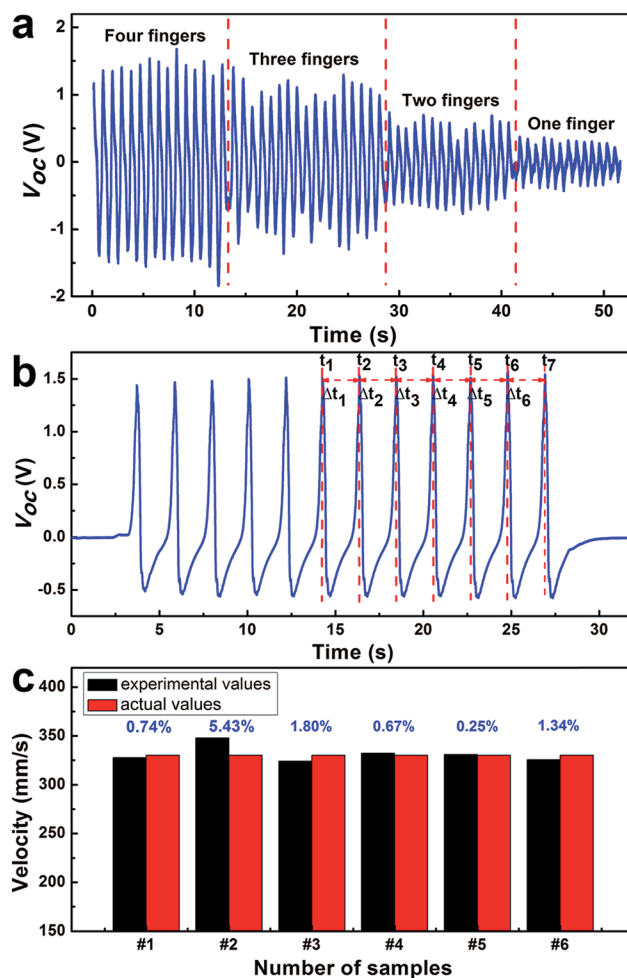 a
Four fingers
Three fingers
Two fingers
One finger
2
1
0
-1
-2
V_OC (V)
0
10
20
30
40
50
Time (s)
b
t1 t2 t3 t4 t5 t6 t7
Δt1 Δt2 Δt3 Δt4 Δt5 Δt6
1.5
1.0
0.5
0.0
-0.5
V_OC (V)
0 5 10 15 20 25 30
Time (s)
c
experimental values
actual values
0.74% 5.43% 1.80% 0.67% 0.25% 1.34%
400
350
300
250
200
150
Velocity (mm/s)
#1 #2 #3 #4 #5 #6
Number of samples